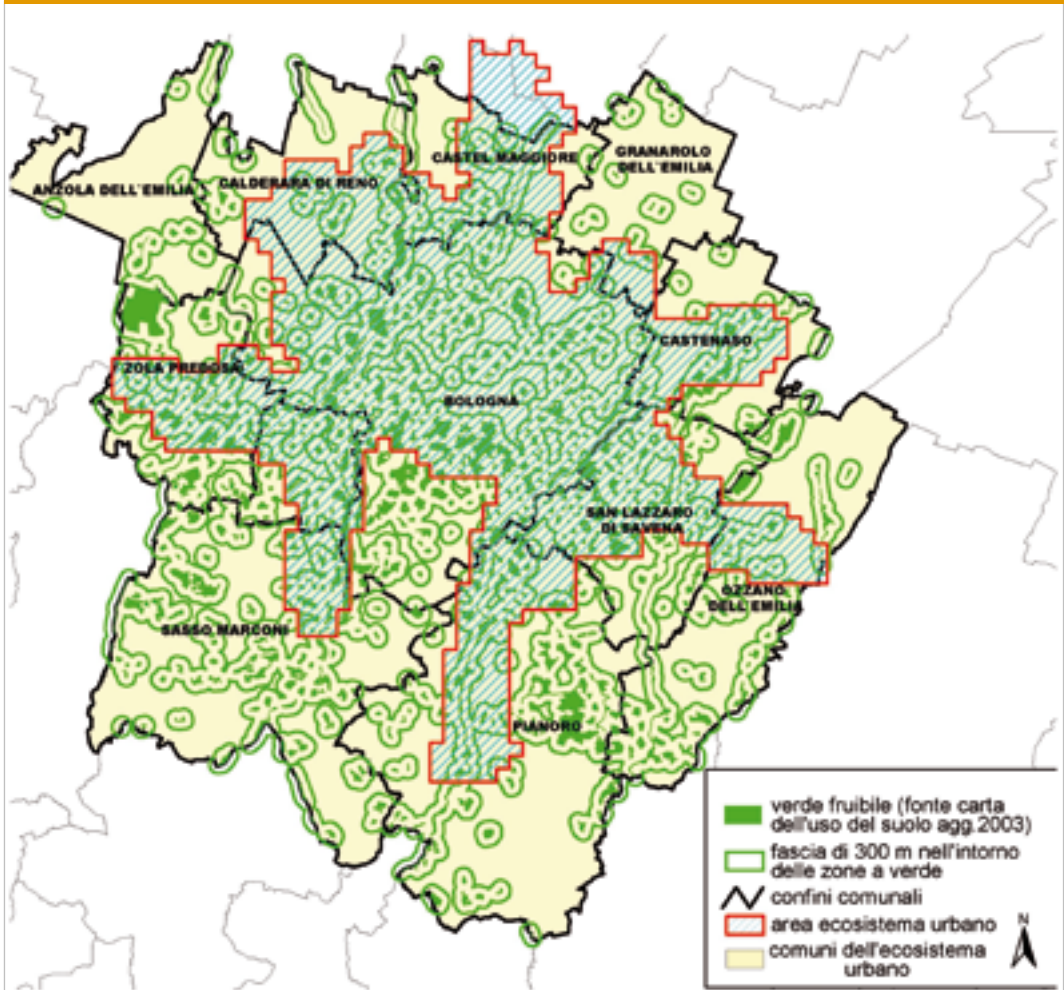 CASTEL MAGGIORE
GRANAROLO
DELL'EMILIA
ANZOLA DELL'EMILIA
CALDERARA DI RENO
CASTENASO
ZOLA PREDOSA
BOLOGNA
SAN LAZZARO
DI SAVENA
OZZANO
DELL'EMILIA
SASSO MARCONI
PIANORO
verde fruibile (fonte carta
dell'uso del suolo agg.2003)
fascia di 300 m nell'intorno
delle zone a verde
confini comunali
area ecosistema urbano
comuni dell'ecosistema
urbano
N